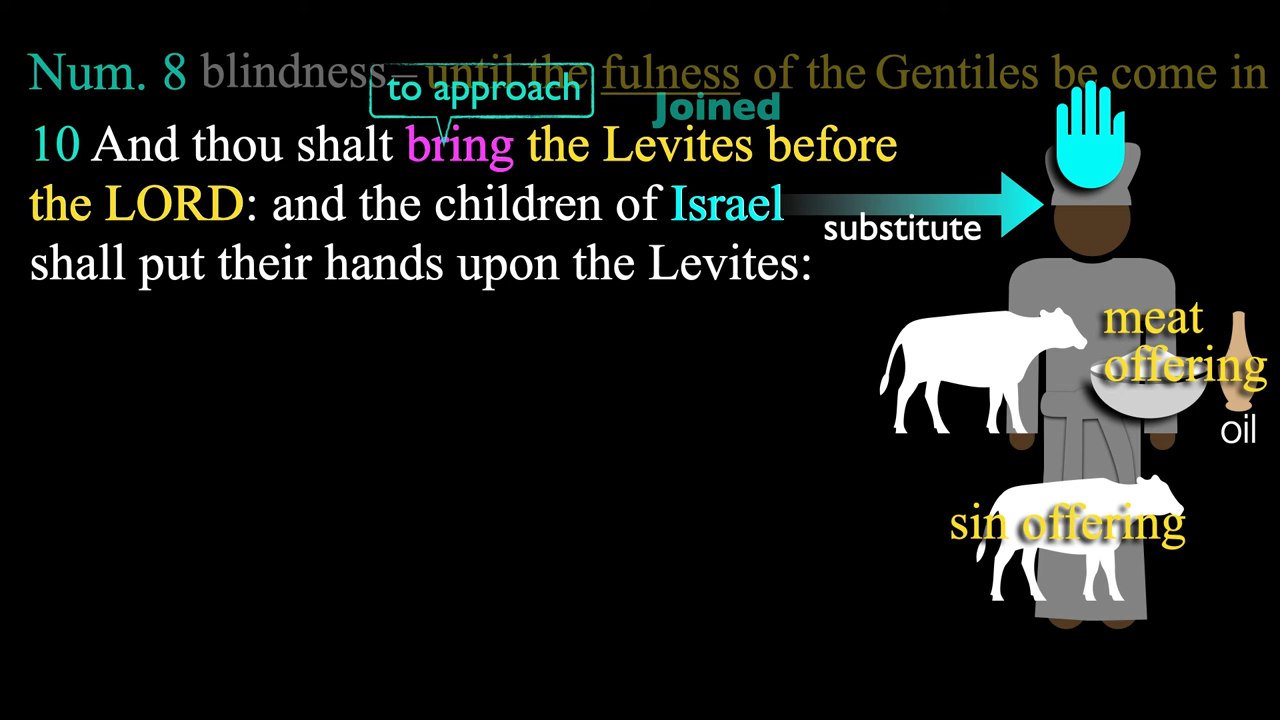 Num. 8 blindness – until the fulness of the Gentiles be come in
to approach
Joined
10 And thou shalt bring the Levites before
the LORD: and the children of Israel
shall put their hands upon the Levites:
substitute
meat
offering
oil
sin offering